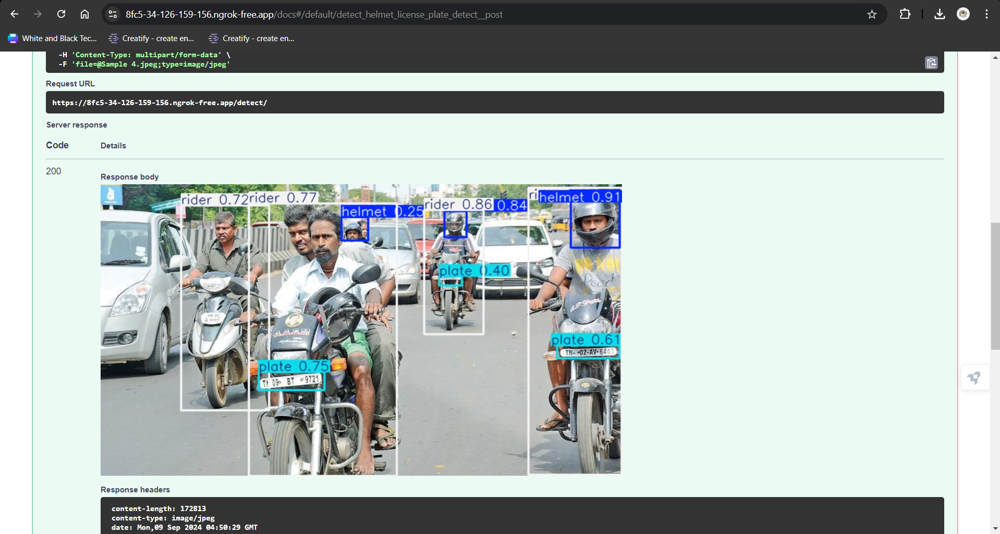 8fc5-34-126-159-156.ngrok-free.app/docs#/default/detect_helmet_license_plate_detect__post
White and Black Tec...
Creatify - create en...
Creatify - create en...
-H 'Content-Type: multipart/form-data' \
-F 'file=@Sample 4.jpeg;type=image/jpeg'
Request URL
https://8fc5-34-126-159-156.ngrok-free.app/detect/
Server response
Code
Details
200
Response body
rider 0.72
rider 0.77
helmet 0.25
rider 0.86
0.84
ri
helmet 0.91
plate 0.40
A.A.S.M
plate 0.61
TN- 02-AV-6447
plate 0.75
TN 09 BT 9721
Response headers
content-length: 172813
content-type: image/jpeg
date: Mon,09 Sep 2024 04:50:29 GMT